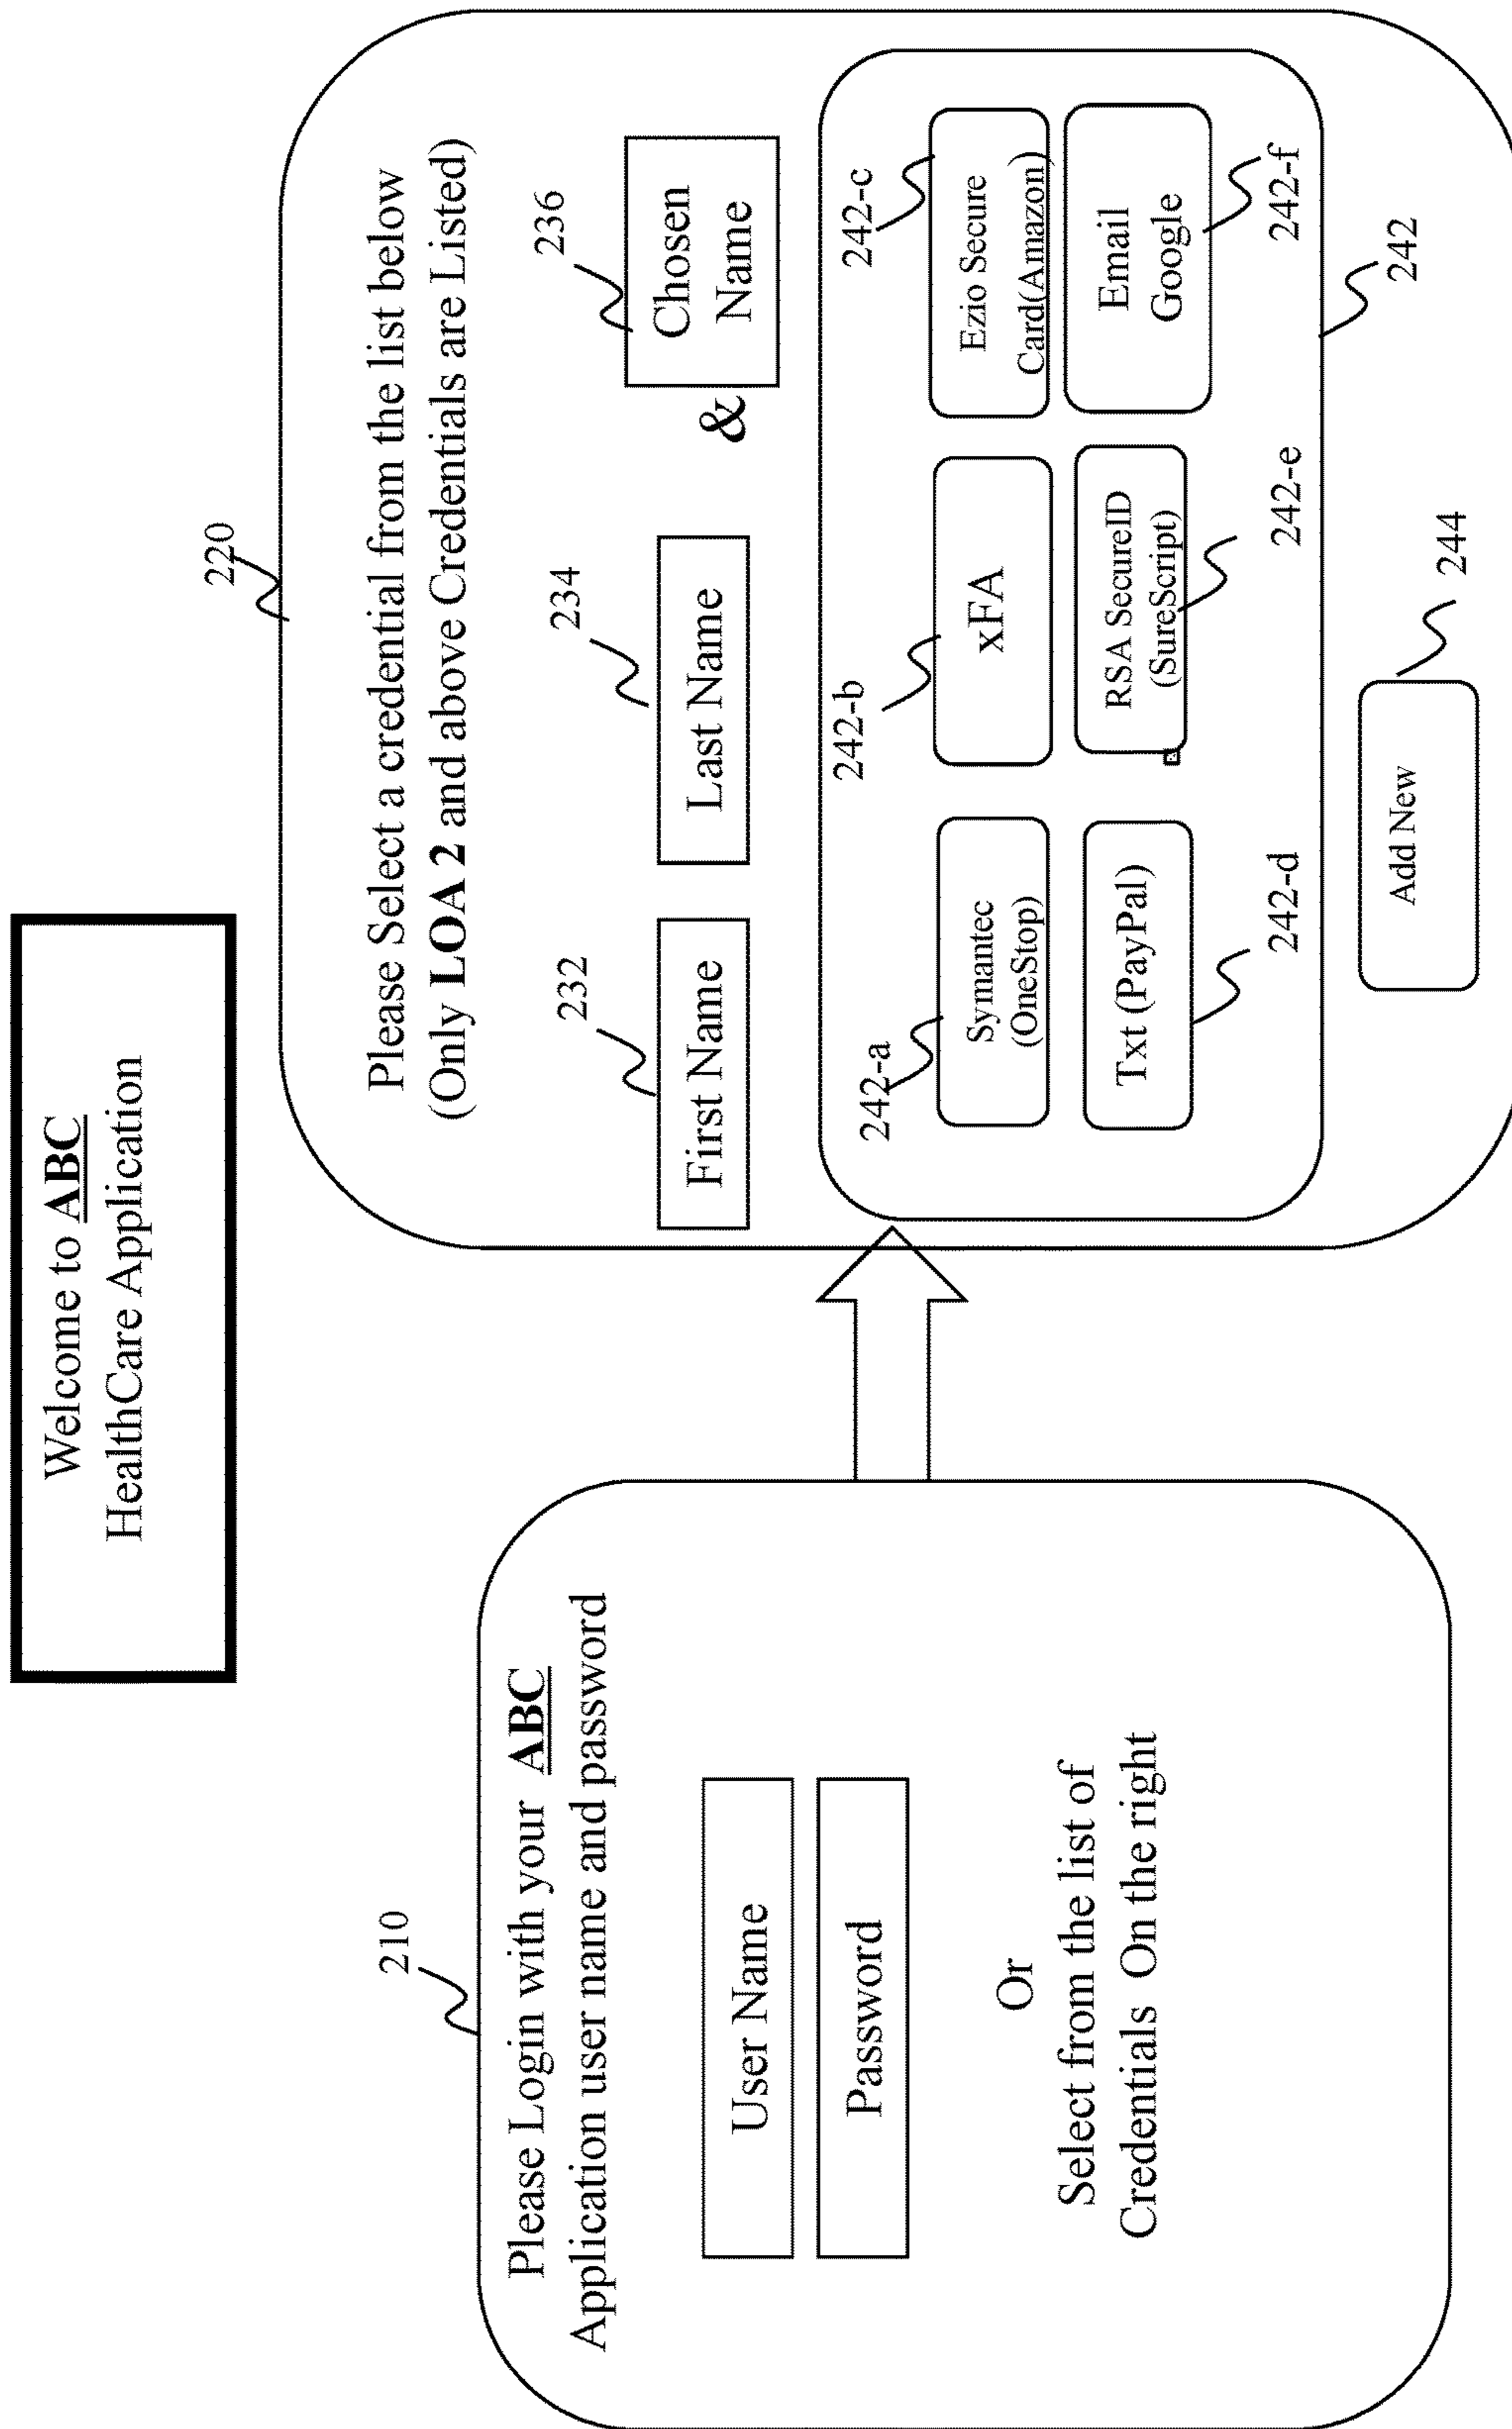 Welcome to ABC
HealthCare Application
210
Please Login with your ABC
Application user name and password
User Name
Password
Or
Select from the list of
Credentials On the right
220
Please Select a credential from the list below
(Only LOA 2 and above Credentials are Listed)
232
234
236
First Name
Last Name
&
Chosen
Name
242-a
242-b
242-c
Symantec
(OneStop)
xFA
Ezio Secure
Card(Amazon)
Txt (PayPal)
RSA SecureID
(SureScript)
Email
Google
242-d
242-e
242-f
242
Add New
244